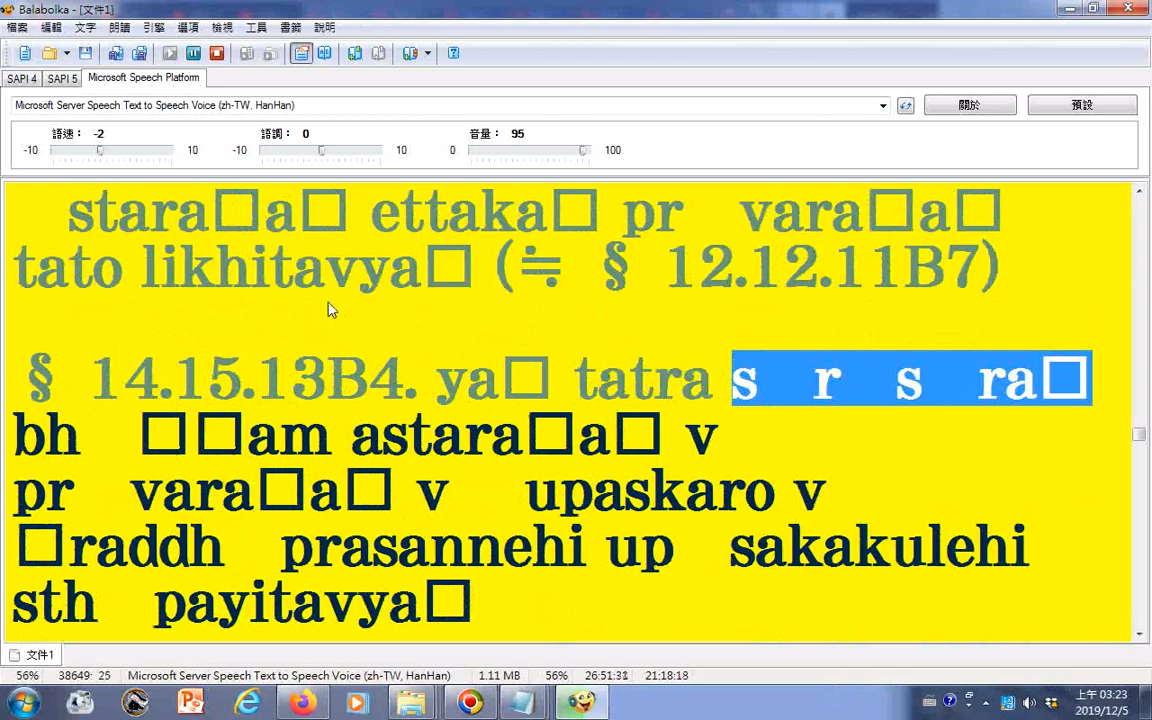 Balabolka - [文件1]
檔案 編輯 文字 朗讀 引擎 選項 檢視 工具 書籤 說明
SAPI 4 SAPI 5 Microsoft Speech Platform
Microsoft Server Speech Text to Speech Voice (zh-TW, HanHan) 關於 預設
語速： -2 語調： 0 音量： 95
-10 10 -10 10 0 100
stara□a□ ettaka□ pr vara□a□
tato likhitavya□ (≒ § 12.12.11B7)
§ 14.15.13B4. ya□ tatra s r s ra□
bh □□am astara□a□ v
pr vara□a□ v upaskaro v
□raddh prasannehi up sakakulehi
sth payitavya□
文件1
56% 38649: 25 Microsoft Server Speech Text to Speech Voice (zh-TW, HanHan) 1.11 MB 56% 26:51:31 21:18:18
上午 03:23
2019/12/5